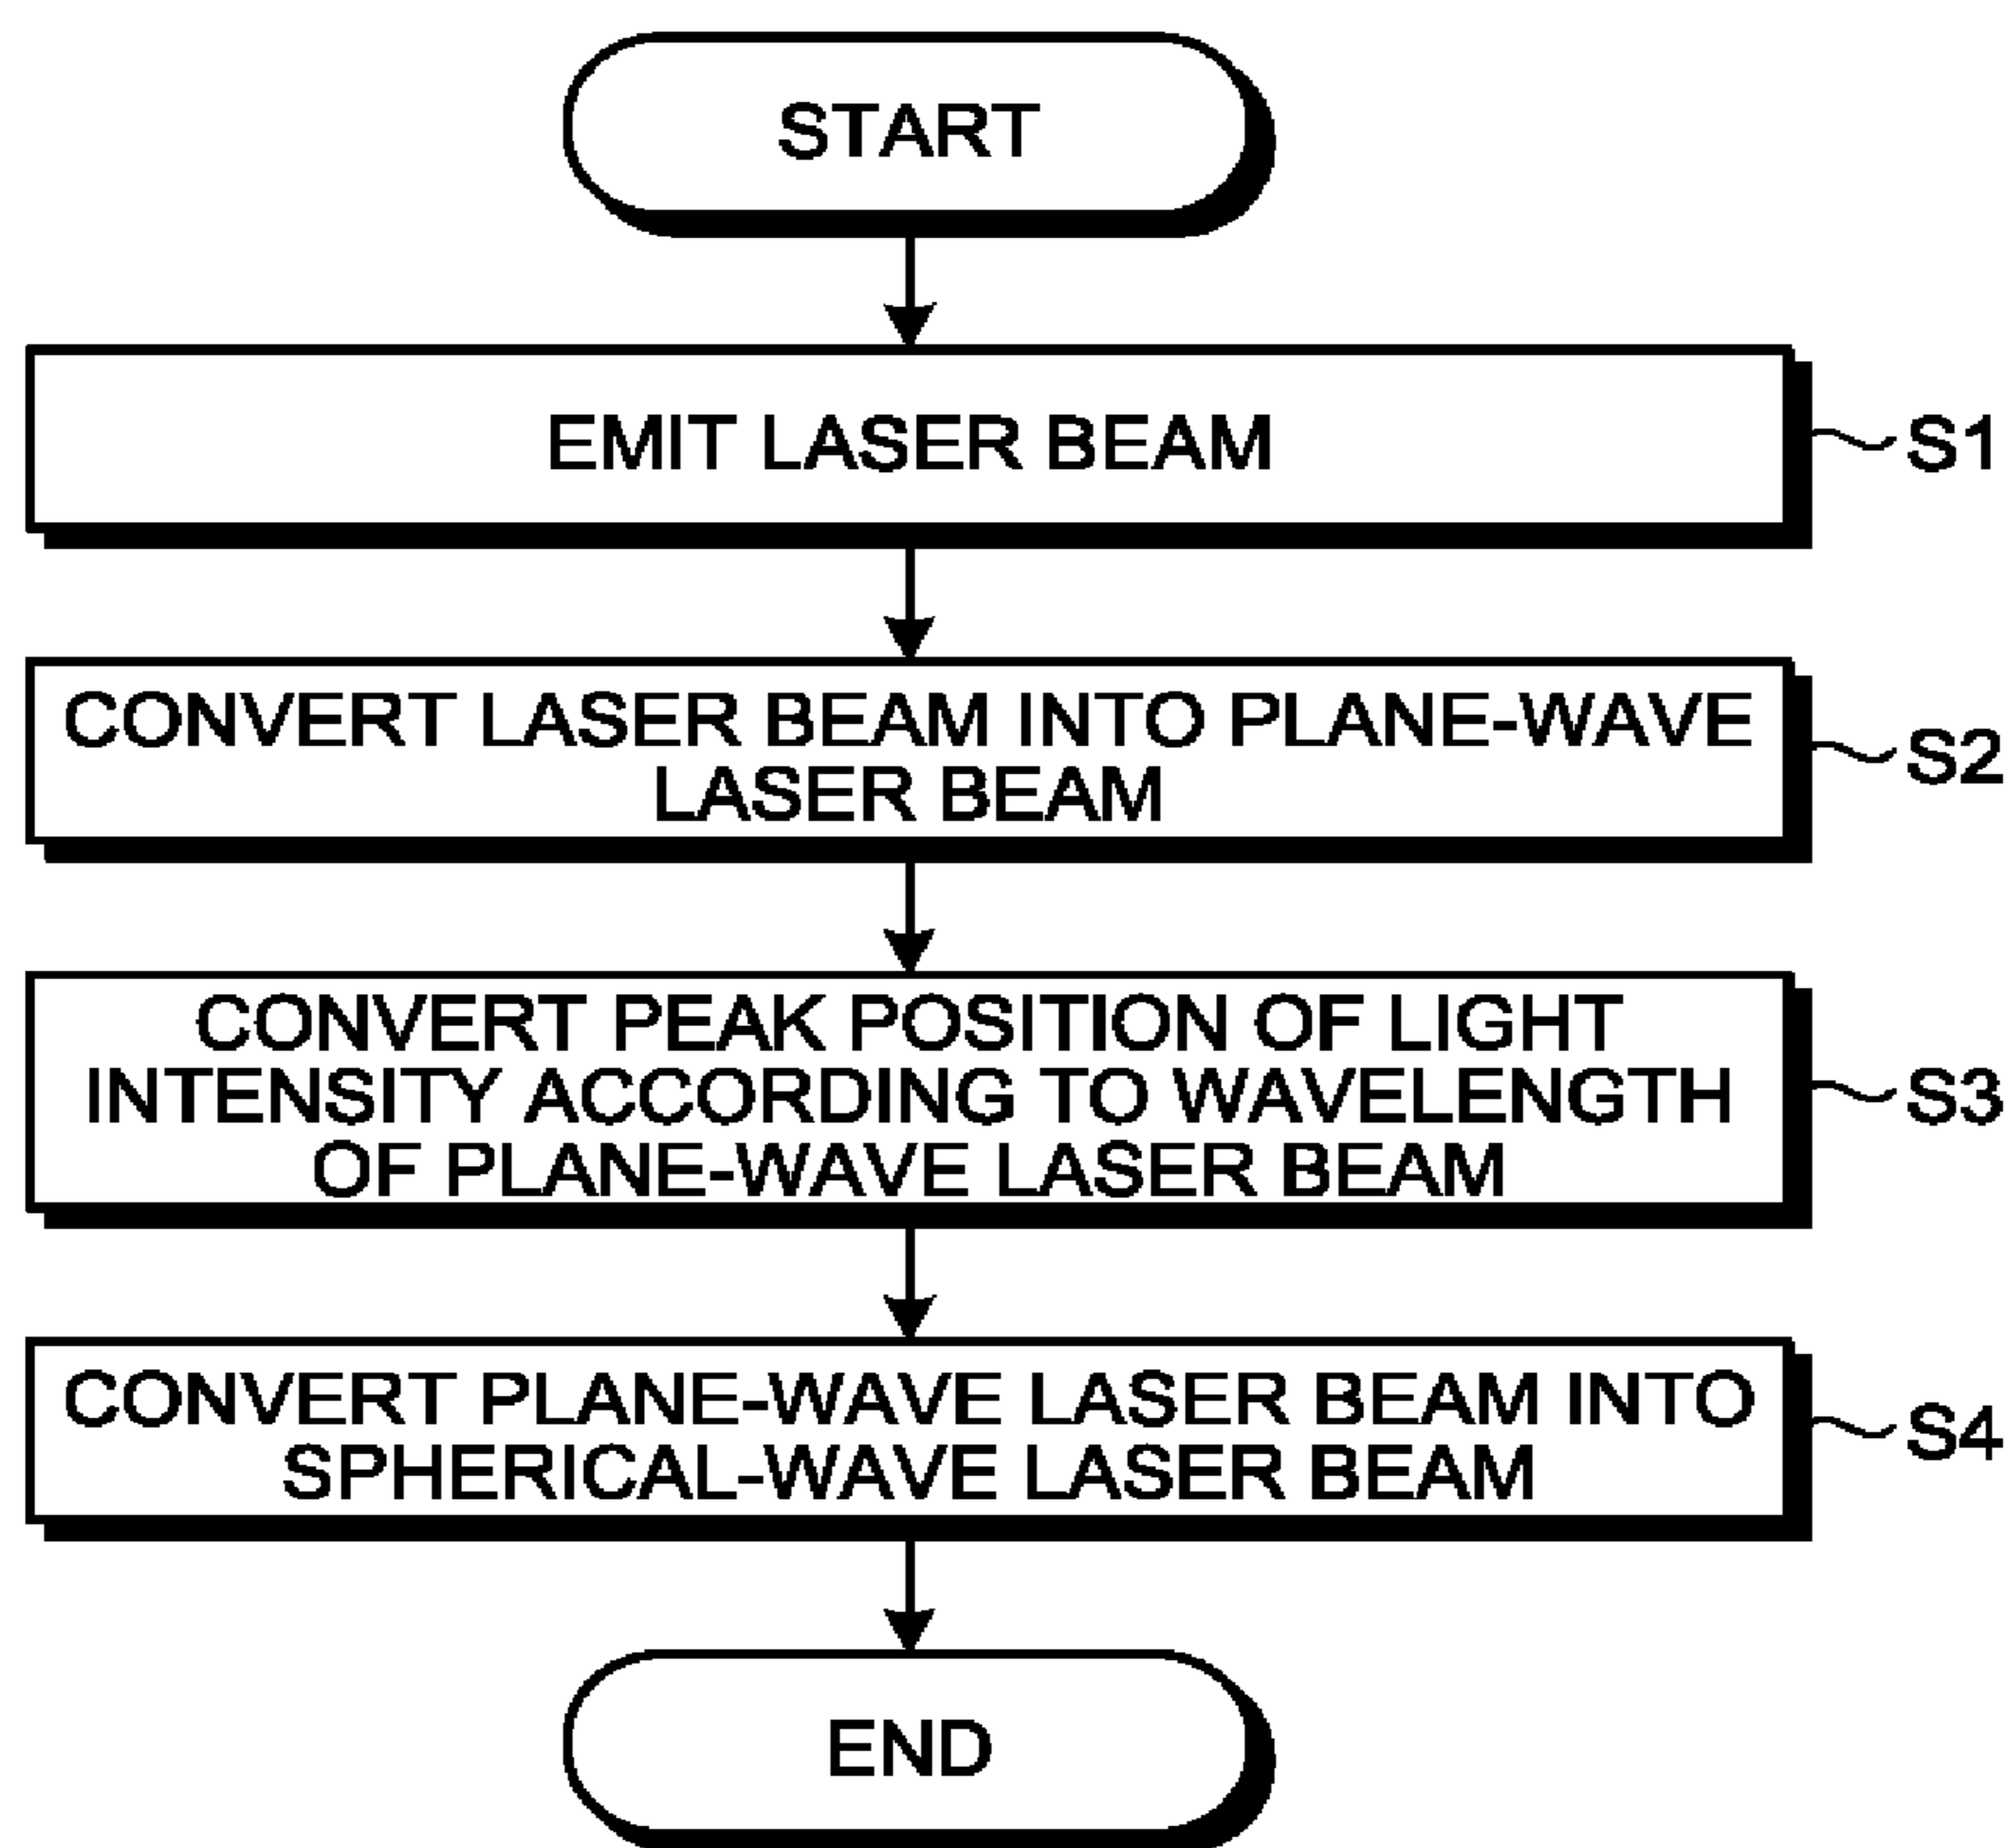 START
EMIT LASER BEAM
S1
CONVERT LASER BEAM INTO PLANE-WAVE
LASER BEAM
S2
CONVERT PEAK POSITION OF LIGHT
INTENSITY ACCORDING TO WAVELENGTH
OF PLANE-WAVE LASER BEAM
S3
CONVERT PLANE-WAVE LASER BEAM INTO
SPHERICAL-WAVE LASER BEAM
S4
END